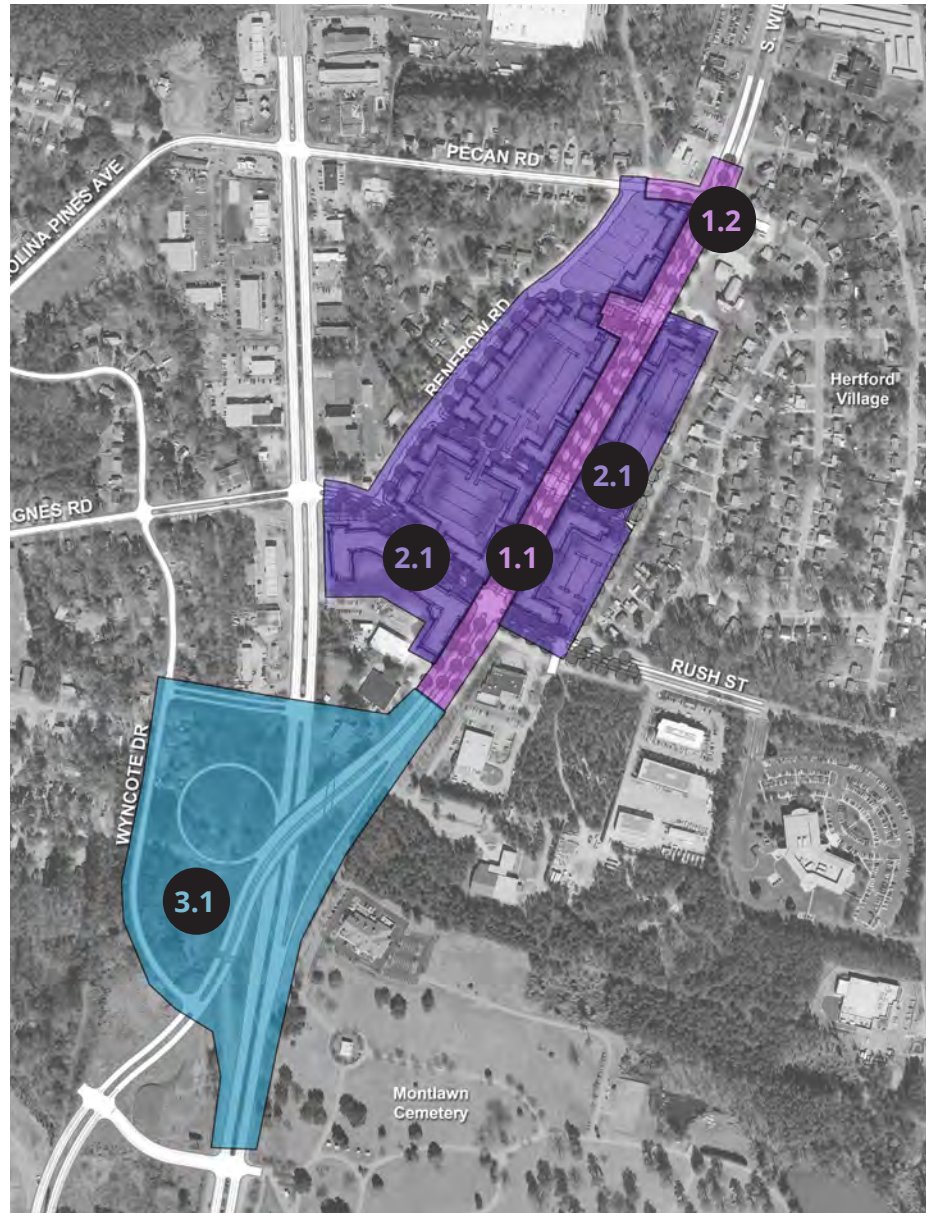 S. WIL
PECAN RD
OLINA PINES AVE
1.2
RENFROW RD
Hertford
Village
2.1
GNES RD
2.1
1.1
RUSH ST
WYNCOTE DR
3.1
Montlawn
Cemetery